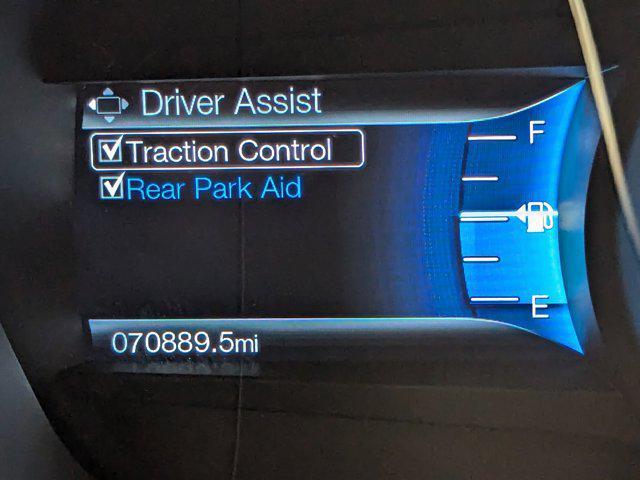 Driver Assist
Traction Control
Rear Park Aid
F
E
070889.5mi